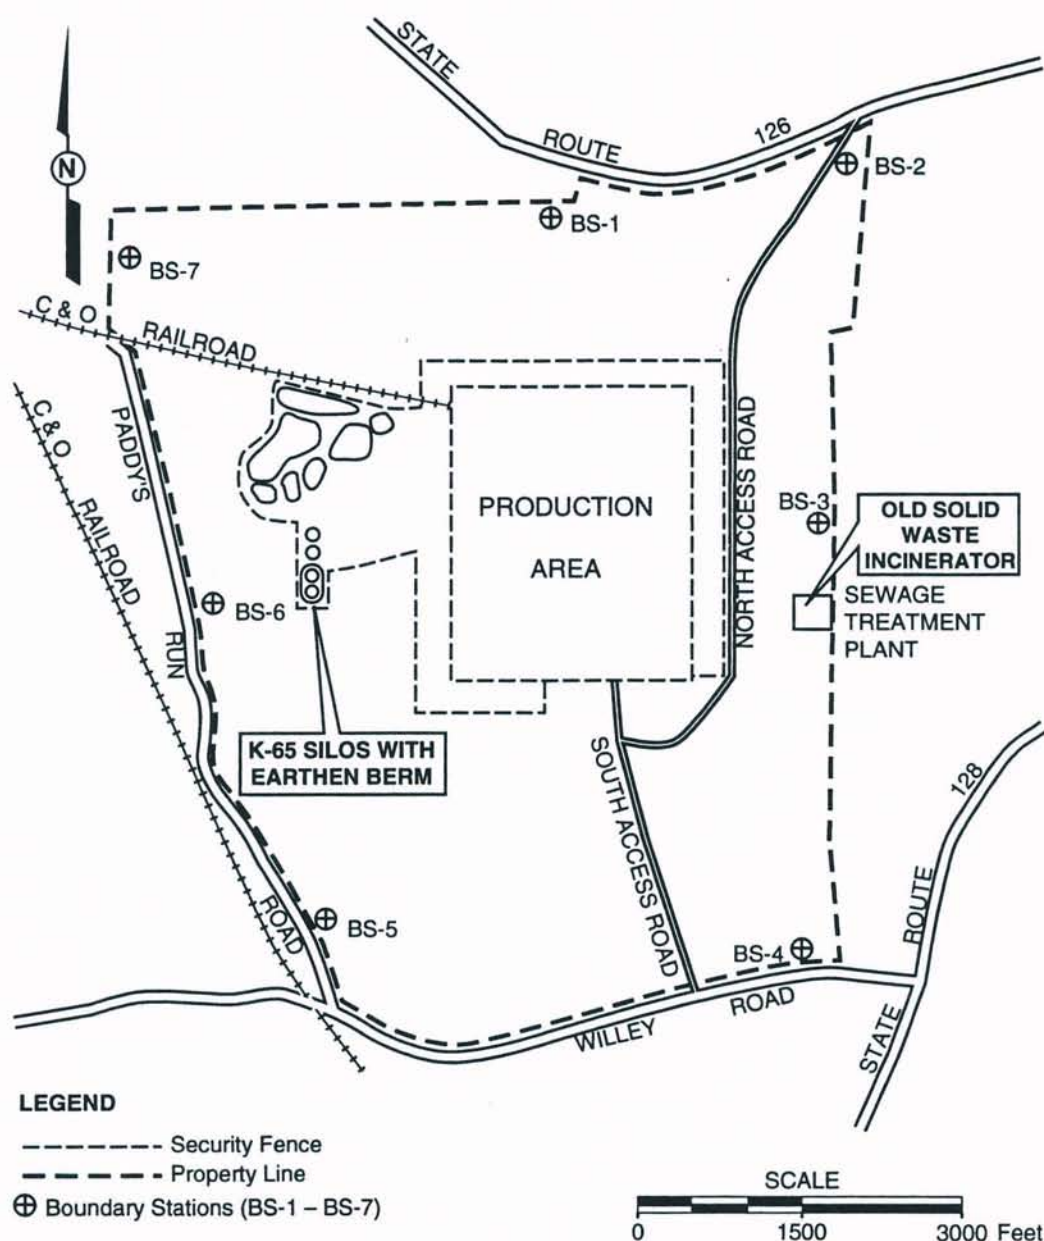 STATE ROUTE 126
N
BS-2
BS-1
BS-7
C & O RAILROAD
C & O RAILROAD
PADDY'S RUN ROAD
NORTH ACCESS ROAD
PRODUCTION
AREA
BS-3
OLD SOLID
WASTE
INCINERATOR
SEWAGE
TREATMENT
PLANT
BS-6
K-65 SILOS WITH
EARTHEN BERM
SOUTH ACCESS ROAD
STATE ROUTE 128
BS-5
BS-4
WILLEY ROAD
LEGEND
Security Fence
Property Line
Boundary Stations (BS-1 – BS-7)
SCALE
0 1500 3000 Feet